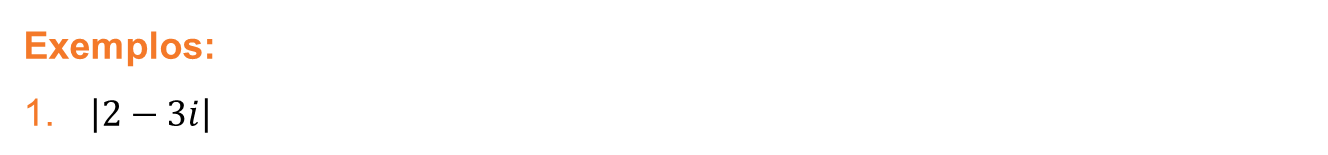 Exemplos:
1. |2 − 3i|